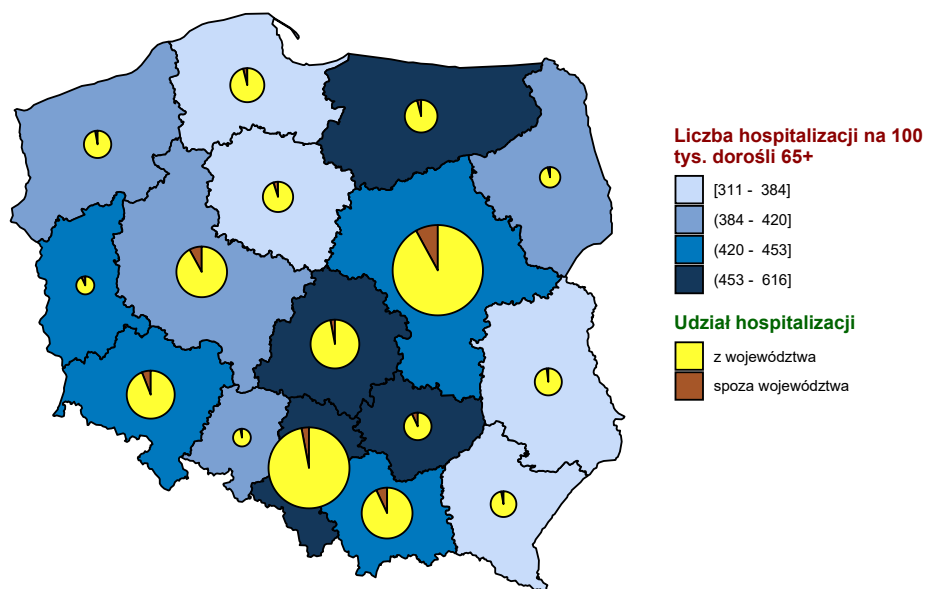 Liczba hospitalizacji na 100
tys. dorośli 65+
[311 - 384]
(384 - 420]
(420 - 453]
(453 - 616]
Udział hospitalizacji
z województwa
spoza województwa